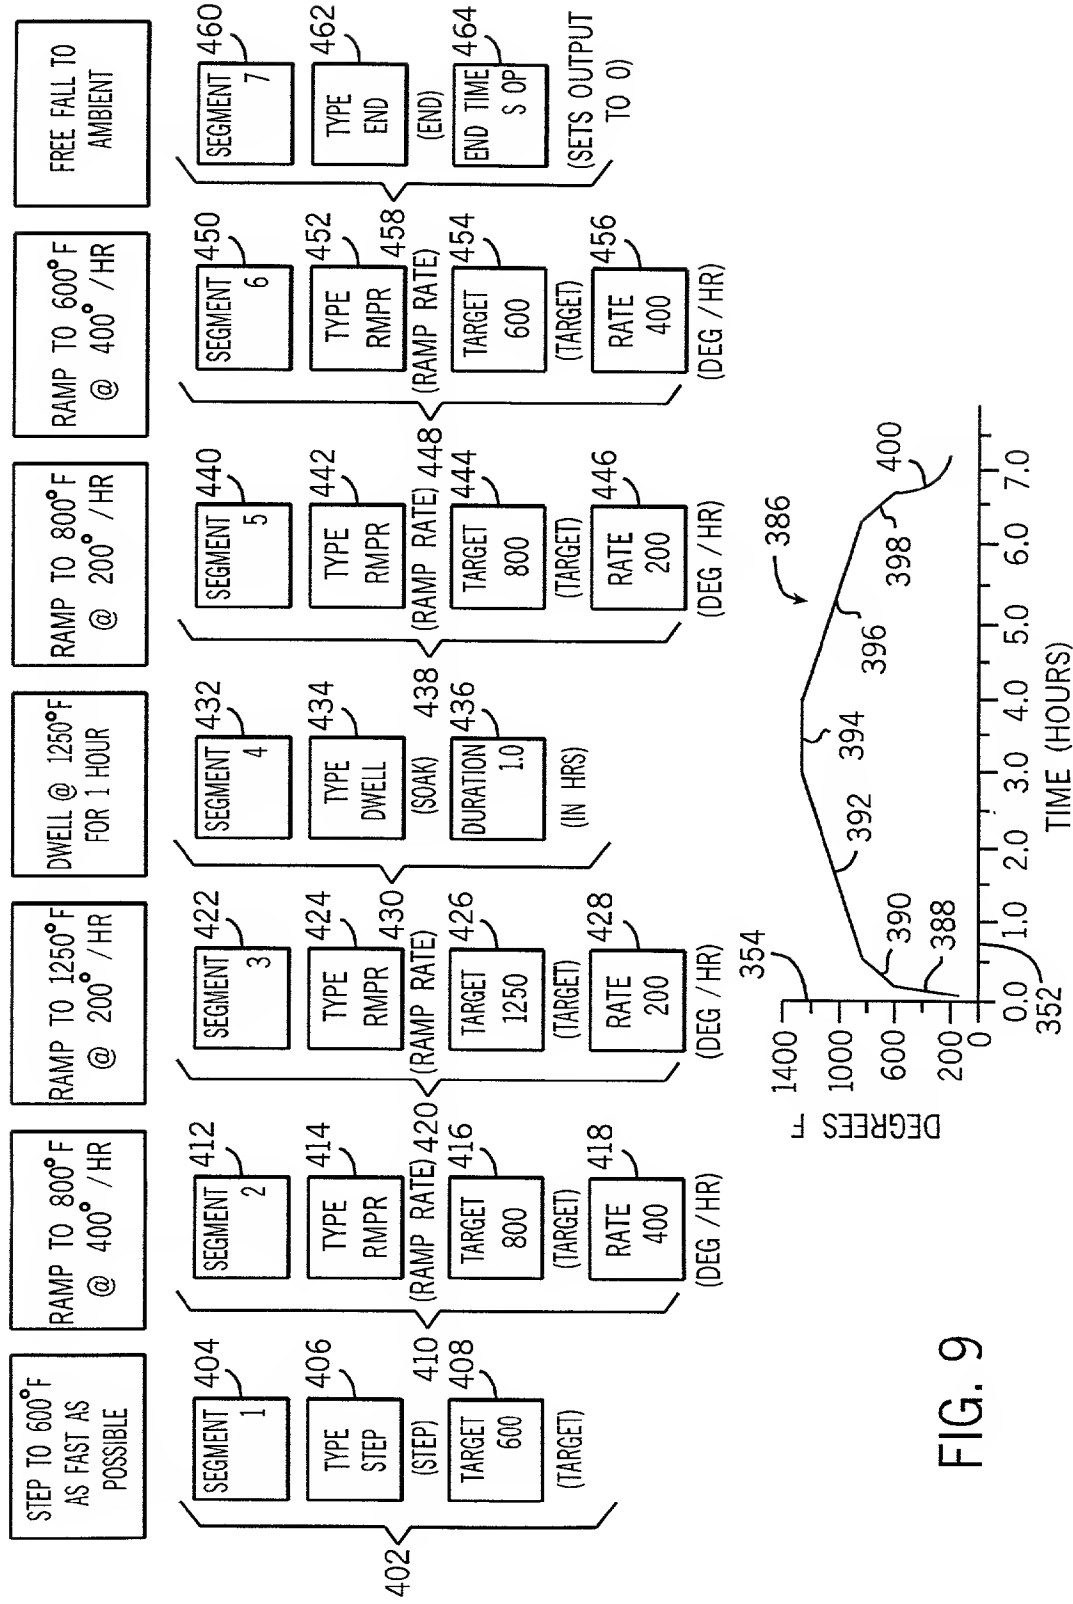 STEP TO 600°F
AS FAST AS
POSSIBLE
RAMP TO 800°F
@ 400° /HR
RAMP TO 1250°F
@ 200° /HR
DWELL @ 1250°F
FOR 1 HOUR
RAMP TO 800°F
@ 200° /HR
RAMP TO 600°F
@ 400° /HR
FREE FALL TO
AMBIENT
402
SEGMENT
1
404
TYPE
STEP
406
(STEP)
410
TARGET
600
408
(TARGET)
SEGMENT
2
412
TYPE
RMPR
414
(RAMP RATE)
420
TARGET
800
416
(TARGET)
RATE
400
418
(DEG /HR)
SEGMENT
3
422
TYPE
RMPR
424
430
(RAMP RATE)
TARGET
1250
426
(TARGET)
RATE
200
428
(DEG /HR)
SEGMENT
4
432
TYPE
DWELL
434
(SOAK)
438
DURATION
1.0
436
(IN HRS)
SEGMENT
5
440
TYPE
RMPR
442
(RAMP RATE)
448
TARGET
800
444
(TARGET)
RATE
200
446
(DEG /HR)
SEGMENT
6
450
TYPE
RMPR
452
458
(RAMP RATE)
TARGET
600
454
(TARGET)
RATE
400
456
(DEG /HR)
SEGMENT
7
460
TYPE
END
462
(END)
END TIME
S OP
464
(SETS OUTPUT
TO 0)
DEGREES F
1400
1000
600
200
0
354
386
388
390
392
394
396
398
400
0.0
1.0
2.0
3.0
4.0
5.0
6.0
7.0
352
TIME (HOURS)
FIG. 9